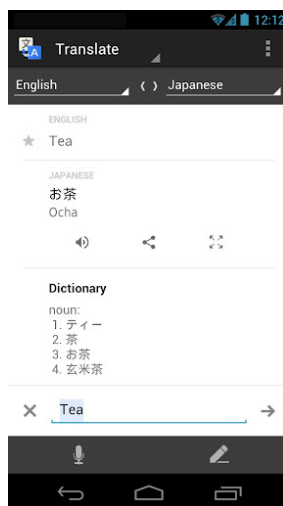 12:12
Translate
English Japanese
ENGLISH
Tea
JAPANESE
お茶
Ocha
Dictionary
noun:
1. ティー
2. 茶
3. お茶
4. 玄米茶
Tea